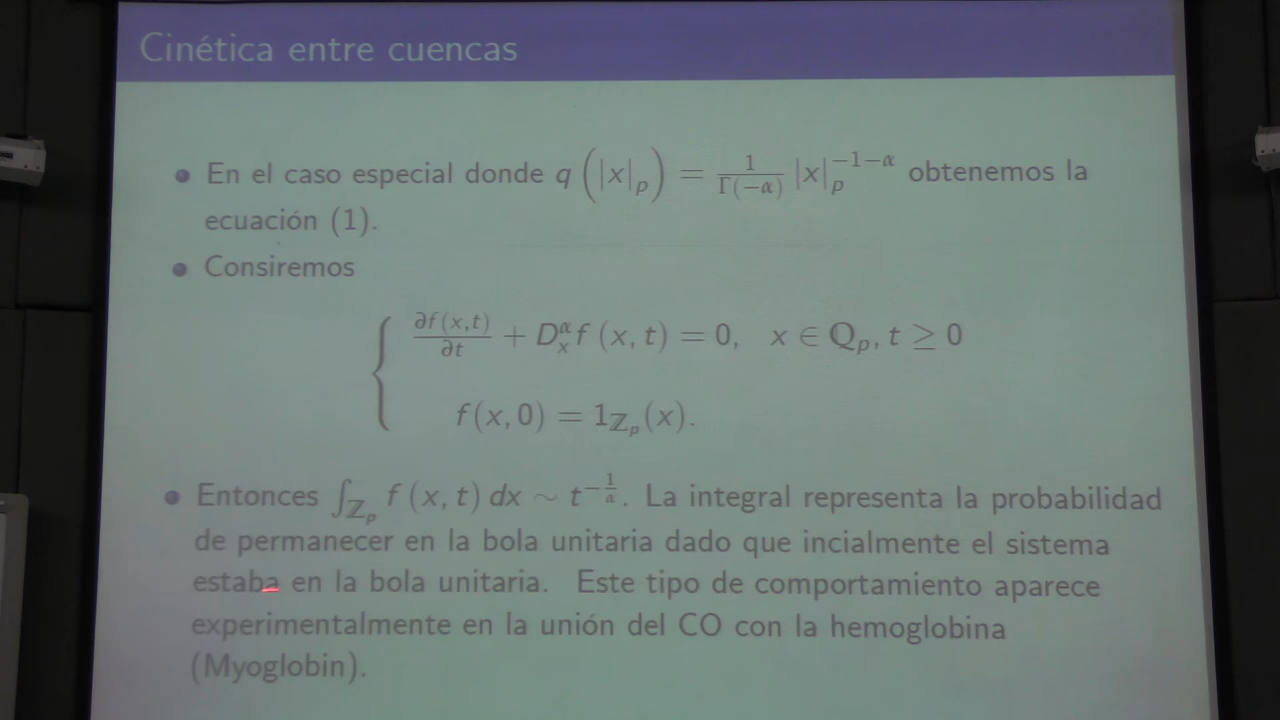 Cinética entre cuencas
En el caso especial donde q(|x|_p) = 1/Γ(−α) |x|_p^{−1−α} obtenemos la
ecuación (1).
Consiremos
∂f(x,t)/∂t + D_x^α f(x,t) = 0, x ∈ ℚ_p, t ≥ 0
f(x,0) = 1_{ℤ_p}(x).
Entonces ∫_{ℤ_p} f(x,t) dx ∼ t^{−1/α}. La integral representa la probabilidad
de permanecer en la bola unitaria dado que incialmente el sistema
estaba en la bola unitaria. Este tipo de comportamiento aparece
experimentalmente en la unión del CO con la hemoglobina
(Myoglobin).